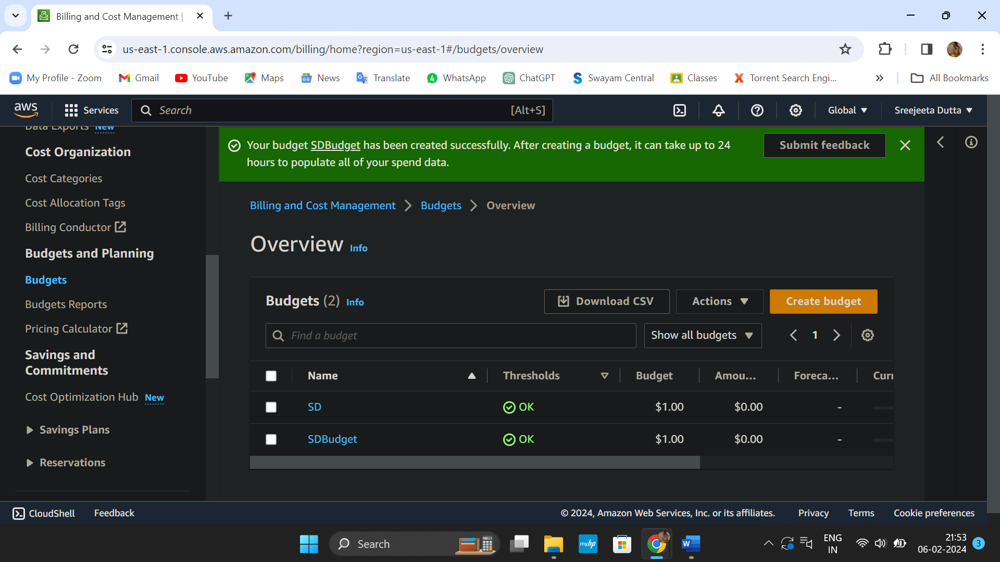 Billing and Cost Management |
us-east-1.console.aws.amazon.com/billing/home?region=us-east-1#/budgets/overview
My Profile - Zoom Gmail YouTube Maps News Translate WhatsApp ChatGPT Swayam Central Classes Torrent Search Engi... All Bookmarks
aws Services Search [Alt+S] Global Sreejeeta Dutta
Data Exports New
Cost Organization
Cost Categories
Cost Allocation Tags
Billing Conductor
Budgets and Planning
Budgets
Budgets Reports
Pricing Calculator
Savings and
Commitments
Cost Optimization Hub New
Savings Plans
Reservations
Your budget SDBudget has been created successfully. After creating a budget, it can take up to 24
hours to populate all of your spend data.
Submit feedback
Billing and Cost Management > Budgets > Overview
Overview Info
Budgets (2) Info
Download CSV Actions Create budget
Find a budget Show all budgets 1
Name Thresholds Budget Amou... Foreca... Curr
SD OK $1.00 $0.00 -
SDBudget OK $1.00 $0.00 -
CloudShell Feedback © 2024, Amazon Web Services, Inc. or its affiliates. Privacy Terms Cookie preferences
Search myhp W ENG 21:53 3
IN 06-02-2024